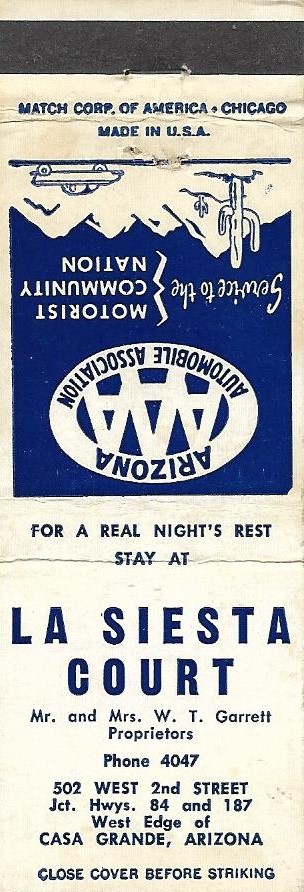 MATCH CORP. OF AMERICA • CHICAGO
MADE IN U.S.A.
ARIZONA
AAA
AUTOMOBILE ASSOCIATION
Service to the
MOTORIST
COMMUNITY
NATION
FOR A REAL NIGHT'S REST
STAY AT
LA SIESTA
COURT
Mr. and Mrs. W. T. Garrett
Proprietors
Phone 4047
502 WEST 2nd STREET
Jct. Hwys. 84 and 187
West Edge of
CASA GRANDE, ARIZONA
CLOSE COVER BEFORE STRIKING